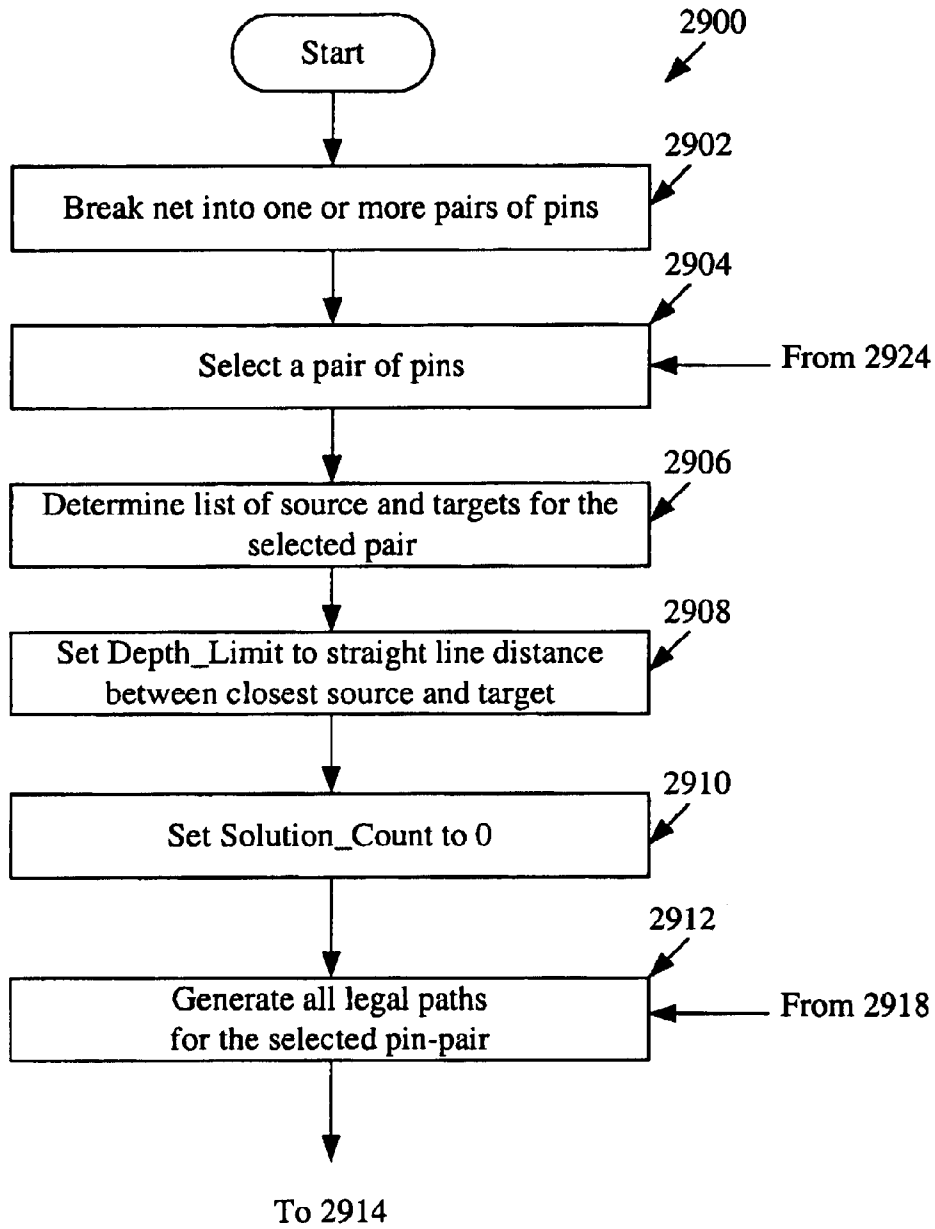 2900
Start
2902
Break net into one or more pairs of pins
2904
Select a pair of pins
From 2924
2906
Determine list of source and targets for the
selected pair
2908
Set Depth_Limit to straight line distance
between closest source and target
2910
Set Solution_Count to 0
2912
Generate all legal paths
for the selected pin-pair
From 2918
To 2914